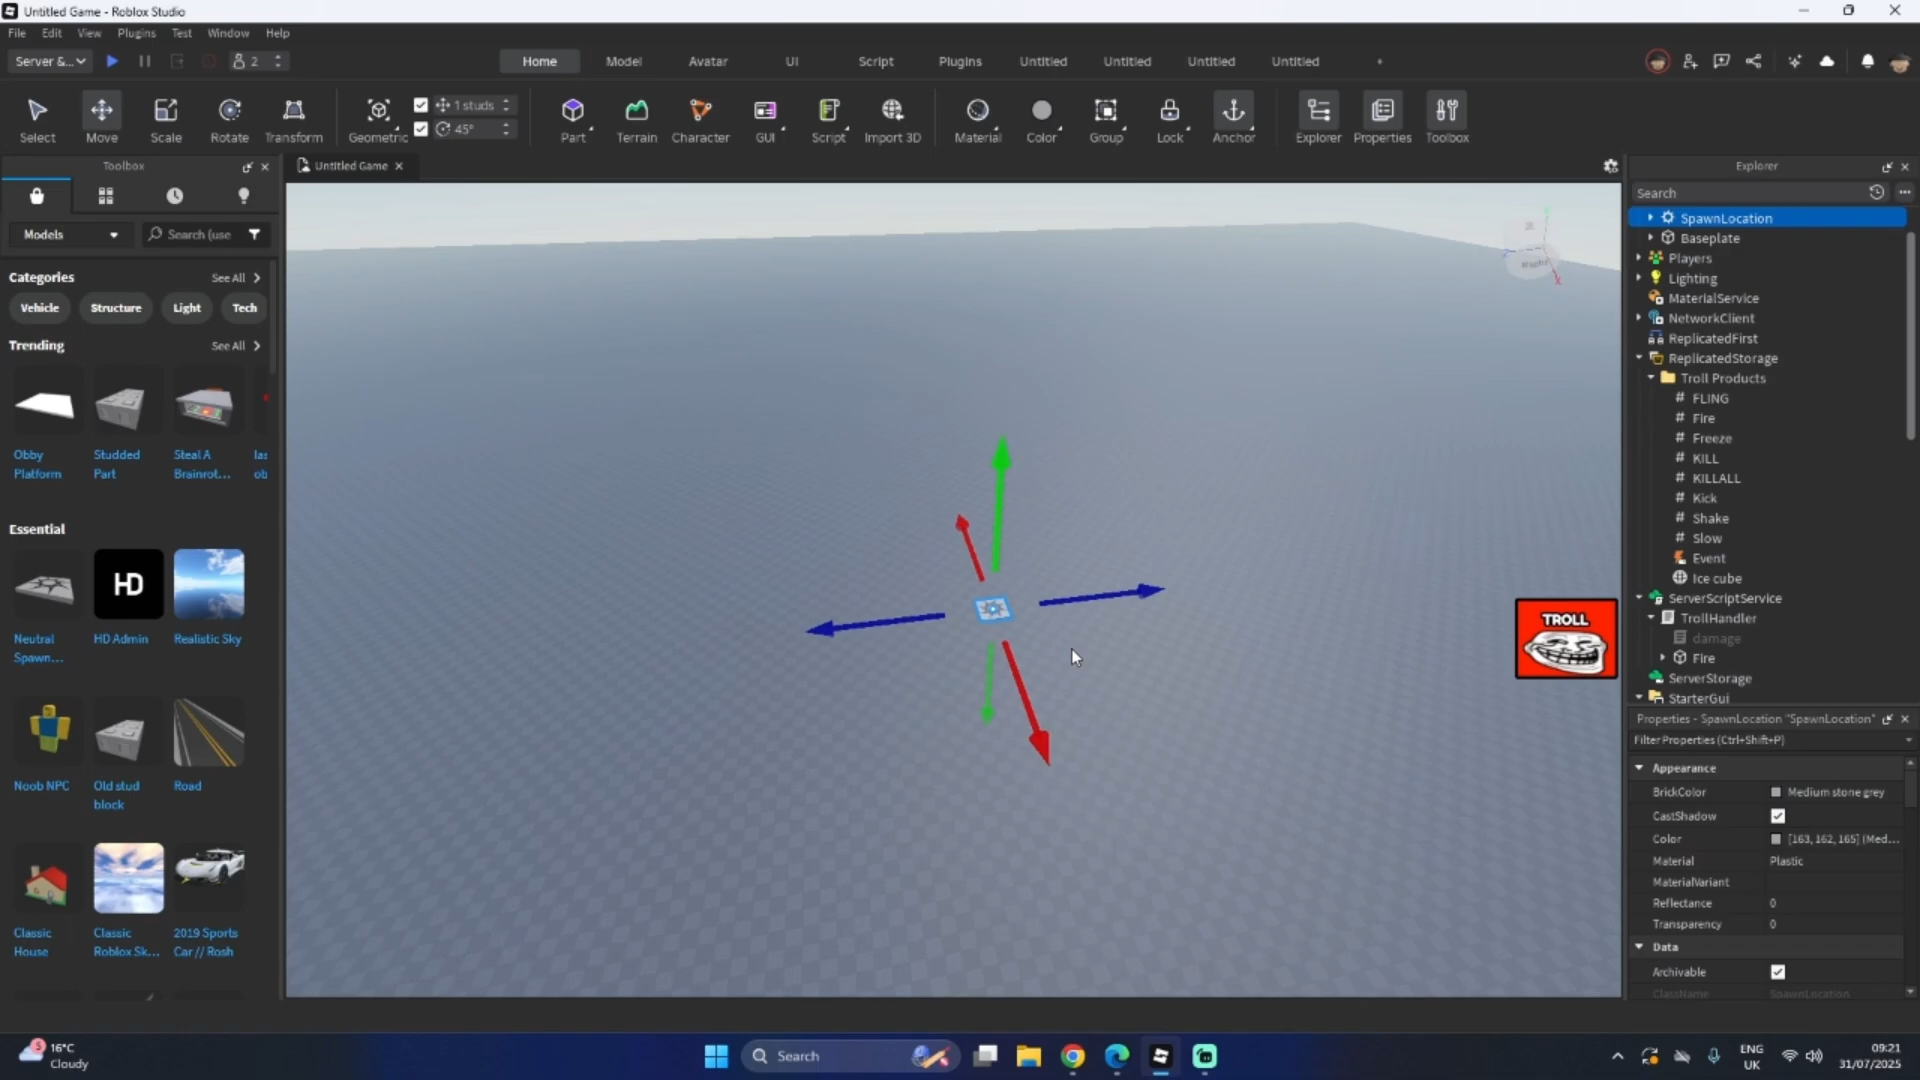 Untitled Game - Roblox Studio
File Edit View Plugins Test Window Help
Server &... 2 Home Model Avatar UI Script Plugins Untitled Untitled Untitled Untitled +
Select Move Scale Rotate Transform Geometric 1 studs 45° Part Terrain Character GUI Script Import 3D Material Color Group Lock Anchor Explorer Properties Toolbox
Toolbox
Untitled Game
Models
Search (use
Categories See All
Vehicle Structure Light Tech
Trending See All
Obby Platform
Studded Part
Steal A Brainrot...
las ob
Essential
HD
Neutral Spawn...
HD Admin
Realistic Sky
Noob NPC
Old stud block
Road
Classic House
Classic Roblox Sk...
2019 Sports Car // Rosh
TROLL
Explorer
Search
SpawnLocation
Baseplate
Players
Lighting
MaterialService
NetworkClient
ReplicatedFirst
ReplicatedStorage
Troll Products
# FLING
# Fire
# Freeze
# KILL
# KILLALL
# Kick
# Shake
# Slow
Event
Ice cube
ServerScriptService
TrollHandler
damage
Fire
ServerStorage
StarterGui
Properties - SpawnLocation "SpawnLocation"
Filter Properties (Ctrl+Shift+P)
Appearance
BrickColor Medium stone grey
CastShadow
Color [163, 162, 165] (Med...
Material Plastic
MaterialVariant
Reflectance 0
Transparency 0
Data
Archivable
ClassName SpawnLocation
5 16°C
Cloudy
Search
ENG
UK
09:21
31/07/2025